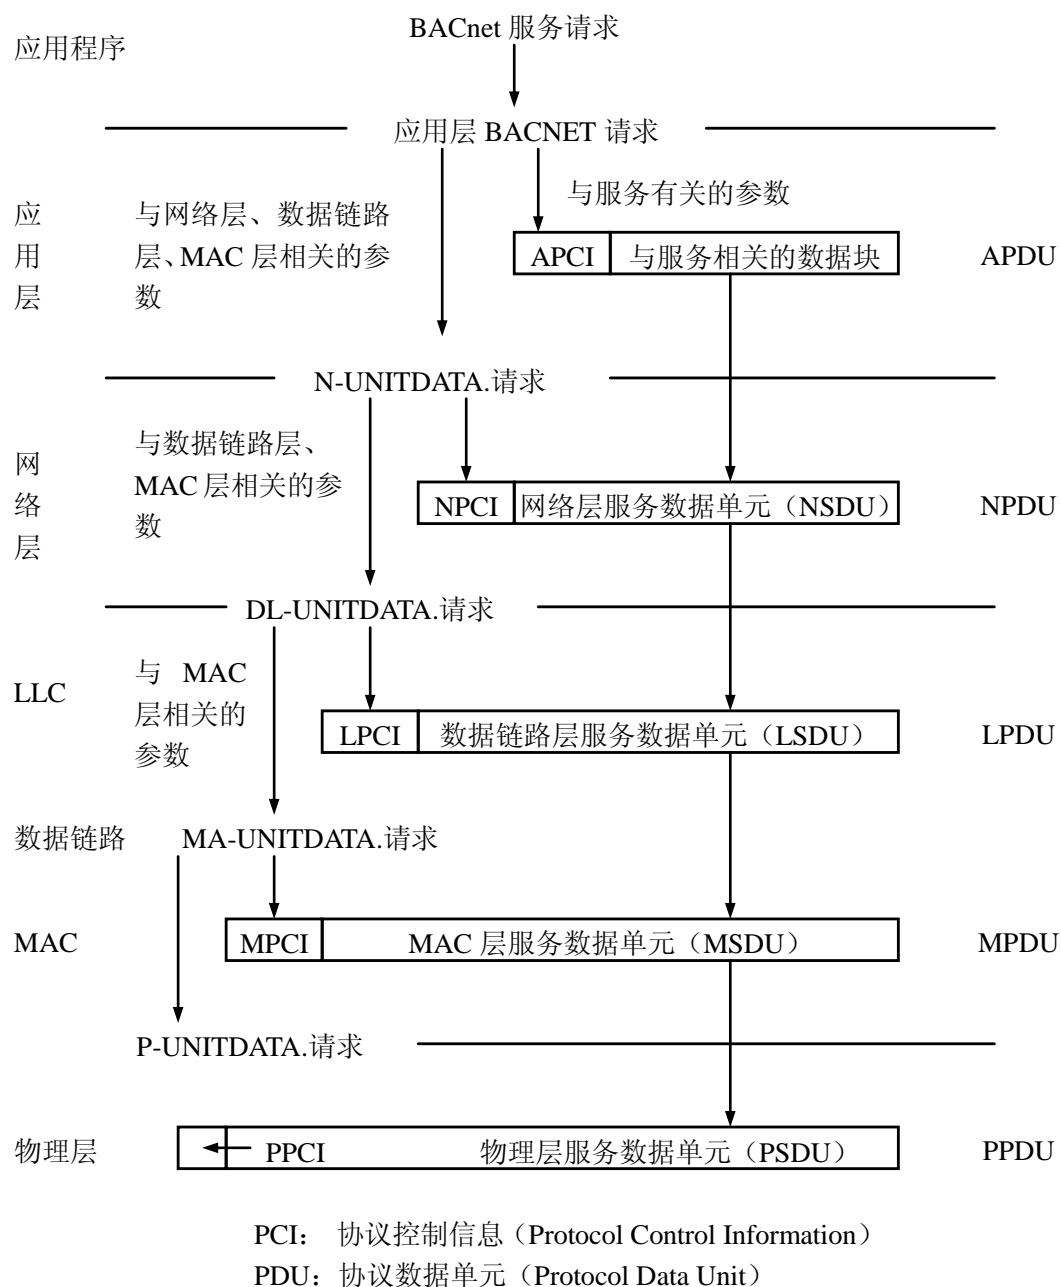 BACnet 服务请求
应用程序
应用层 BACNET 请求
与服务有关的参数
应
用
层
与网络层、数据链路
层、MAC 层相关的参
数
APCI
与服务相关的数据块
APDU
N-UNITDATA.请求
网
络
层
与数据链路层、
MAC 层相关的参
数
NPCI
网络层服务数据单元（NSDU）
NPDU
DL-UNITDATA.请求
LLC
与 MAC
层相关的
参数
LPCI
数据链路层服务数据单元（LSDU）
LPDU
数据链路
MA-UNITDATA.请求
MAC
MPCI
MAC 层服务数据单元（MSDU）
MPDU
P-UNITDATA.请求
物理层
PPCI
物理层服务数据单元（PSDU）
PPDU
PCI： 协议控制信息（Protocol Control Information）
PDU：协议数据单元（Protocol Data Unit）